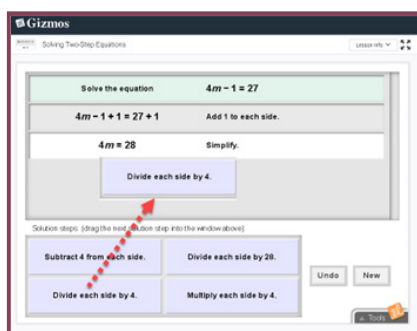 Gizmos
Solving Two-Step Equations
Lesson Info
Solve the equation 4m − 1 = 27
4m − 1 + 1 = 27 + 1 Add 1 to each side.
4m = 28 Simplify.
Divide each side by 4.
Solution steps: (drag the next solution step into the window above)
Subtract 4 from each side. Divide each side by 28.
Divide each side by 4. Multiply each side by 4.
Undo New
Tools